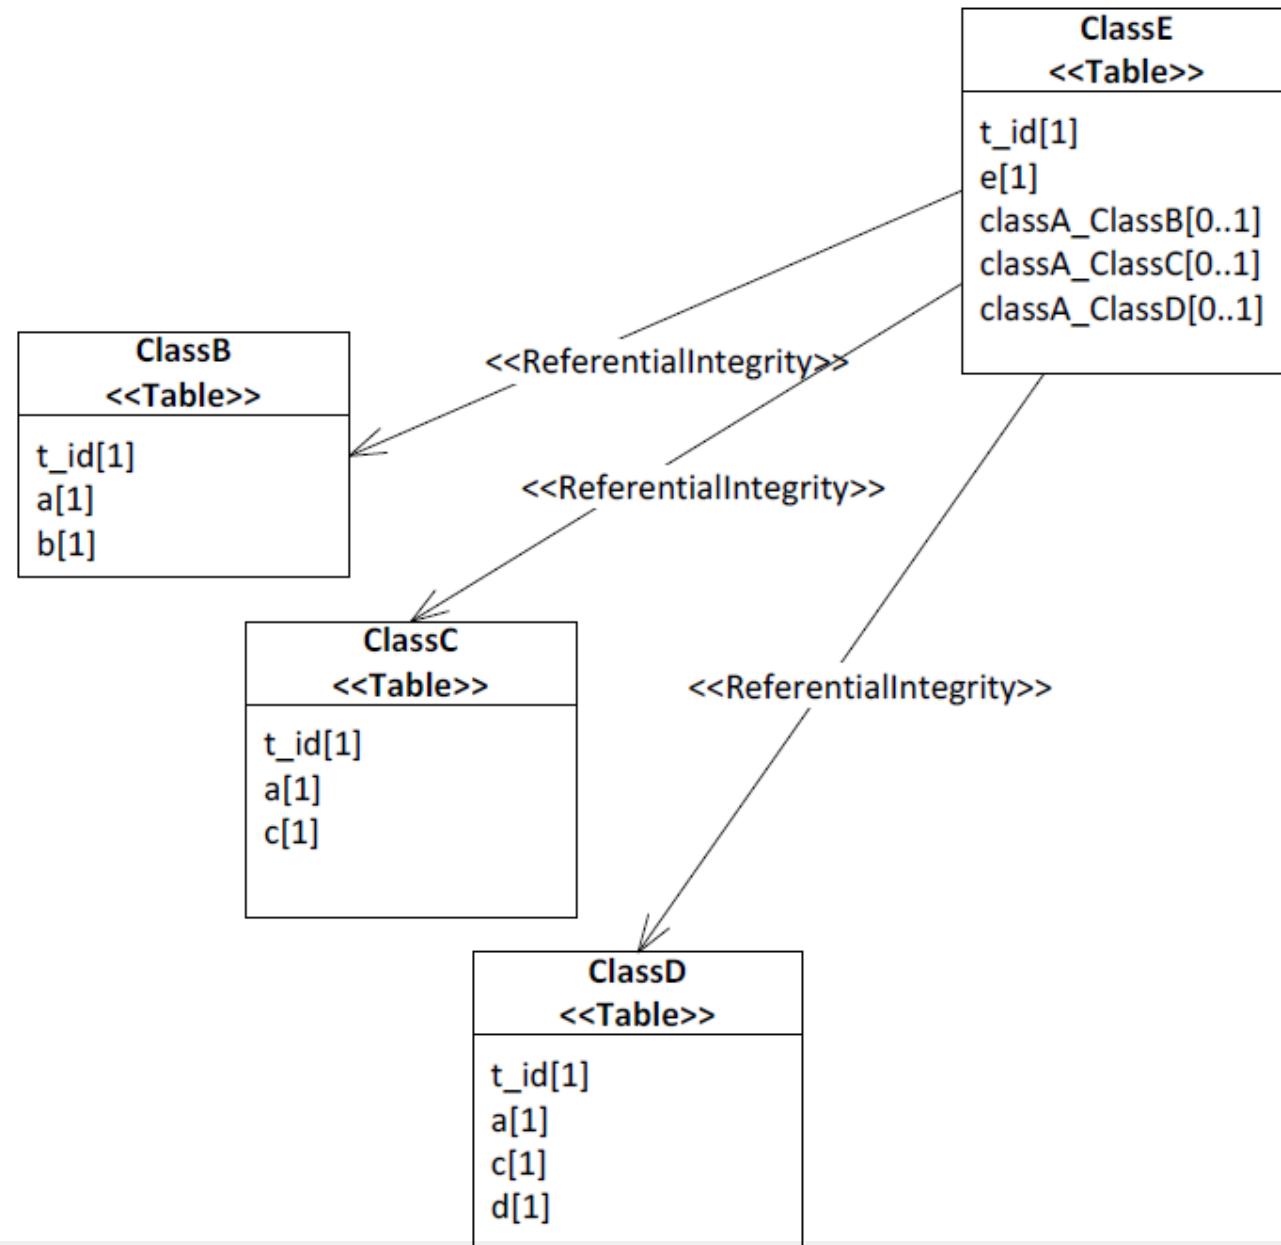 ClassE
<<Table>>
t_id[1]
e[1]
classA_ClassB[0..1]
classA_ClassC[0..1]
classA_ClassD[0..1]
<<ReferentialIntegrity>>
ClassB
<<Table>>
t_id[1]
a[1]
b[1]
<<ReferentialIntegrity>>
ClassC
<<Table>>
t_id[1]
a[1]
c[1]
<<ReferentialIntegrity>>
ClassD
<<Table>>
t_id[1]
a[1]
c[1]
d[1]